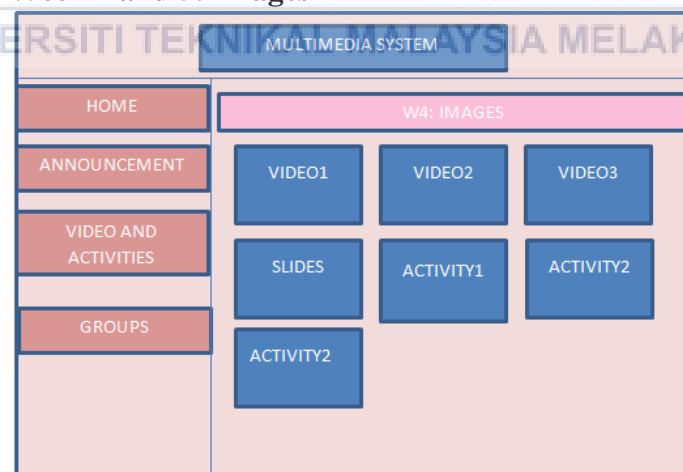 ERSITI TEKNIKAL MALAYSIA MELAK
MULTIMEDIA SYSTEM
HOME
W4: IMAGES
ANNOUNCEMENT
VIDEO1
VIDEO2
VIDEO3
VIDEO AND
ACTIVITIES
SLIDES
ACTIVITY1
ACTIVITY2
GROUPS
ACTIVITY2